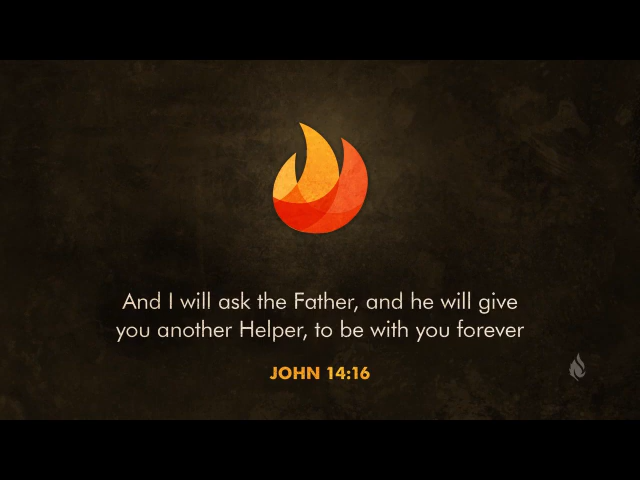 And I will ask the Father, and he will give
you another Helper, to be with you forever
JOHN 14:16